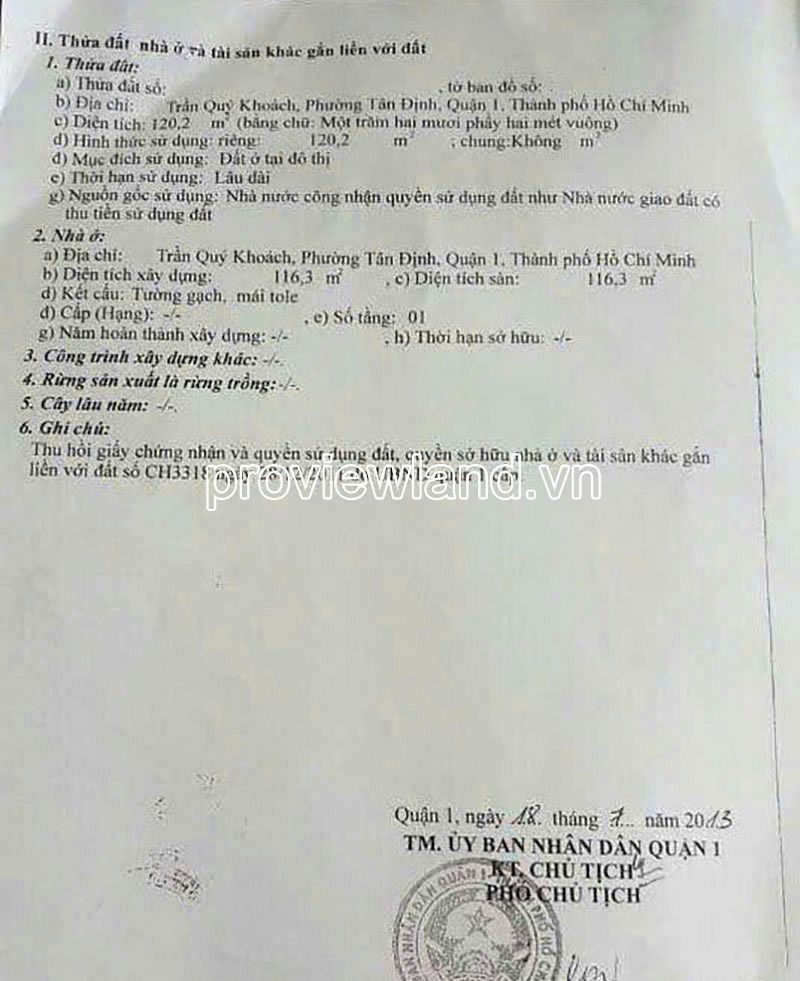 II. Thửa đất nhà ở và tài sản khác gắn liền với đất
1. Thửa đất:
a) Thửa đất số: , tờ bản đồ số:
b) Địa chỉ: Trần Quý Khoách, Phường Tân Định, Quận 1, Thành phố Hồ Chí Minh
c) Diện tích: 120,2 m² (bằng chữ: Một trăm hai mươi phẩy hai mét vuông)
d) Hình thức sử dụng: riêng: 120,2 m² ; chung:Không m²
đ) Mục đích sử dụng: Đất ở tại đô thị
e) Thời hạn sử dụng: Lâu dài
g) Nguồn gốc sử dụng: Nhà nước công nhận quyền sử dụng đất như Nhà nước giao đất có
thu tiền sử dụng đất
2. Nhà ở:
a) Địa chỉ: Trần Quý Khoách, Phường Tân Định, Quận 1, Thành phố Hồ Chí Minh
b) Diện tích xây dựng: 116,3 m² , c) Diện tích sàn: 116,3 m²
d) Kết cấu: Tường gạch, mái tole
đ) Cấp (Hạng): -/- , e) Số tầng: 01
g) Năm hoàn thành xây dựng: -/- , h) Thời hạn sở hữu: -/-
3. Công trình xây dựng khác: -/-.
4. Rừng sản xuất là rừng trồng: -/-.
5. Cây lâu năm: -/-.
6. Ghi chú:
Thu hồi giấy chứng nhận và quyền sử dụng đất, quyền sở hữu nhà ở và tài sản khác gắn
liền với đất số CH3318 ngày quận 1 cấp.
proviewland.vn
Quận 1, ngày 18. tháng 7... năm 2013
TM. ỦY BAN NHÂN DÂN QUẬN 1
KT. CHỦ TỊCH
PHÓ CHỦ TỊCH
BAN NHÂN DÂN QUẬN 1 PHỐ HỒ